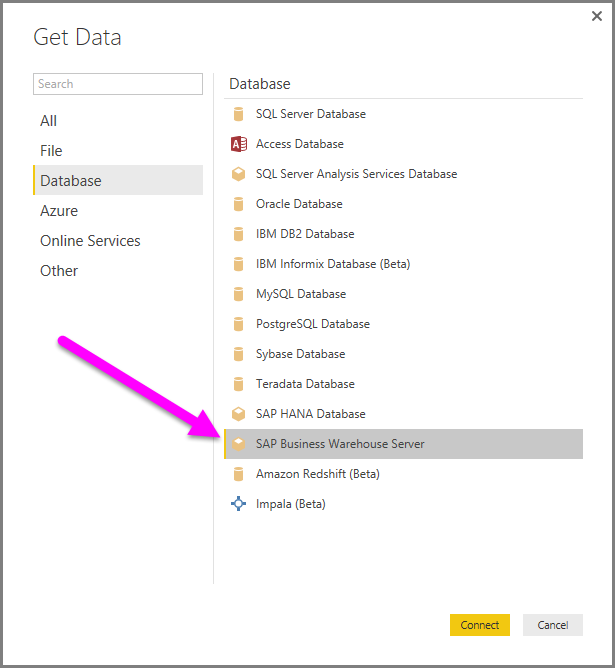 Get Data
Search
All
File
Database
Azure
Online Services
Other
Database
SQL Server Database
A
Access Database
SQL Server Analysis Services Database
Oracle Database
IBM DB2 Database
IBM Informix Database (Beta)
MySQL Database
PostgreSQL Database
Sybase Database
Teradata Database
SAP HANA Database
SAP Business Warehouse Server
Amazon Redshift (Beta)
Impala (Beta)
Connect
Cancel